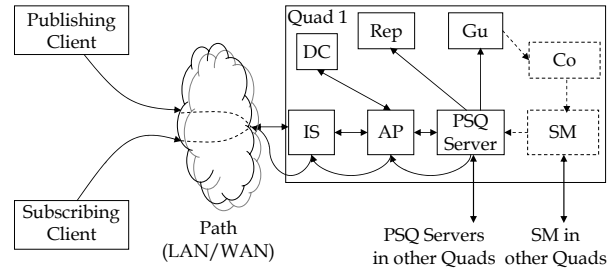 Publishing
Client
Quad 1
DC
Rep
Gu
Co
IS
AP
PSQ
Server
SM
Subscribing
Client
Path
(LAN/WAN)
PSQ Servers
in other Quads
SM in
other Quads